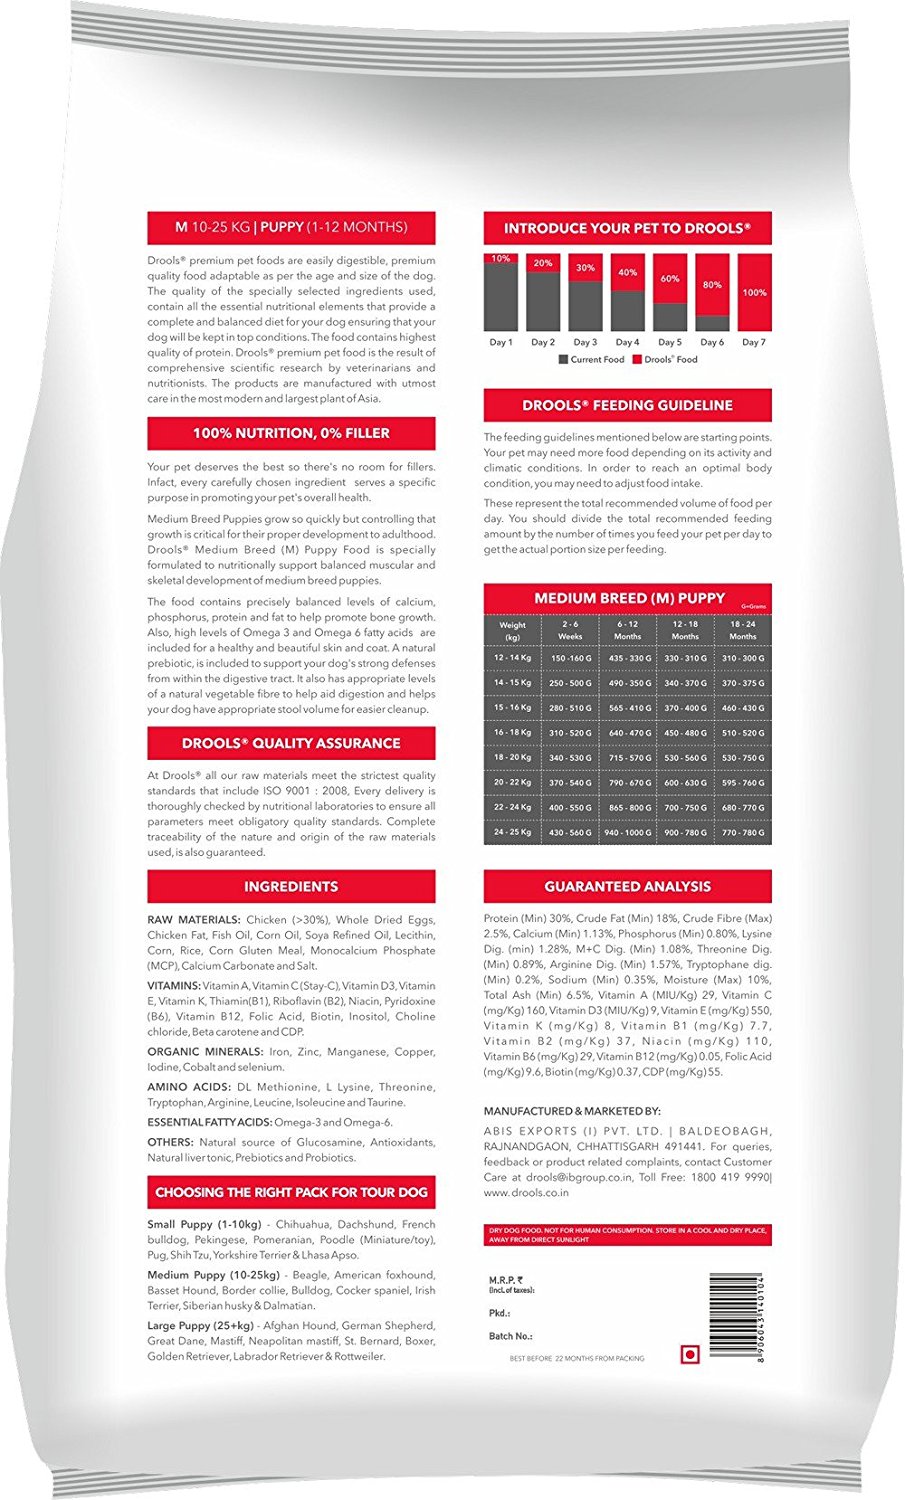 M 10-25 KG | PUPPY (1-12 MONTHS)
Drools® premium pet foods are easily digestible, premium
quality food adaptable as per the age and size of the dog.
The quality of the specially selected ingredients used,
contain all the essential nutritional elements that provide a
complete and balanced diet for your dog ensuring that your
dog will be kept in top conditions. The food contains highest
quality of protein. Drools® premium pet food is the result of
comprehensive scientific research by veterinarians and
nutritionists. The products are manufactured with utmost
care in the most modern and largest plant of Asia.
100% NUTRITION, 0% FILLER
Your pet deserves the best so there's no room for fillers.
Infact, every carefully chosen ingredient serves a specific
purpose in promoting your pet's overall health.
Medium Breed Puppies grow so quickly but controlling that
growth is critical for their proper development to adulthood.
Drools® Medium Breed (M) Puppy Food is specially
formulated to nutritionally support balanced muscular and
skeletal development of medium breed puppies.
The food contains precisely balanced levels of calcium,
phosphorus, protein and fat to help promote bone growth.
Also, high levels of Omega 3 and Omega 6 fatty acids are
included for a healthy and beautiful skin and coat. A natural
prebiotic, is included to support your dog's strong defenses
from within the digestive tract. It also has appropriate levels
of a natural vegetable fibre to help aid digestion and helps
your dog have appropriate stool volume for easier cleanup.
DROOLS® QUALITY ASSURANCE
At Drools® all our raw materials meet the strictest quality
standards that include ISO 9001 : 2008, Every delivery is
thoroughly checked by nutritional laboratories to ensure all
parameters meet obligatory quality standards. Complete
traceability of the nature and origin of the raw materials
used, is also guaranteed.
INGREDIENTS
RAW MATERIALS: Chicken (>30%), Whole Dried Eggs,
Chicken Fat, Fish Oil, Corn Oil, Soya Refined Oil, Lecithin,
Corn, Rice, Corn Gluten Meal, Monocalcium Phosphate
(MCP), Calcium Carbonate and Salt.
VITAMINS: Vitamin A, Vitamin C (Stay-C), Vitamin D3, Vitamin
E, Vitamin K, Thiamin(B1), Riboflavin (B2), Niacin, Pyridoxine
(B6), Vitamin B12, Folic Acid, Biotin, Inositol, Choline
chloride, Beta carotene and CDP.
ORGANIC MINERALS: Iron, Zinc, Manganese, Copper,
Iodine, Cobalt and selenium.
AMINO ACIDS: DL Methionine, L Lysine, Threonine,
Tryptophan, Arginine, Leucine, Isoleucine and Taurine.
ESSENTIAL FATTY ACIDS: Omega-3 and Omega-6.
OTHERS: Natural source of Glucosamine, Antioxidants,
Natural liver tonic, Prebiotics and Probiotics.
CHOOSING THE RIGHT PACK FOR TOUR DOG
Small Puppy (1-10kg) - Chihuahua, Dachshund, French
bulldog, Pekingese, Pomeranian, Poodle (Miniature/toy),
Pug, Shih Tzu, Yorkshire Terrier & Lhasa Apso.
Medium Puppy (10-25kg) - Beagle, American foxhound,
Basset Hound, Border collie, Bulldog, Cocker spaniel, Irish
Terrier, Siberian husky & Dalmatian.
Large Puppy (25+kg) - Afghan Hound, German Shepherd,
Great Dane, Mastiff, Neapolitan mastiff, St. Bernard, Boxer,
Golden Retriever, Labrador Retriever & Rottweiler.
INTRODUCE YOUR PET TO DROOLS®
10% 20% 30% 40% 60% 80% 100%
Day 1 Day 2 Day 3 Day 4 Day 5 Day 6 Day 7
Current Food Drools® Food
DROOLS® FEEDING GUIDELINE
The feeding guidelines mentioned below are starting points.
Your pet may need more food depending on its activity and
climatic conditions. In order to reach an optimal body
condition, you may need to adjust food intake.
These represent the total recommended volume of food per
day. You should divide the total recommended feeding
amount by the number of times you feed your pet per day to
get the actual portion size per feeding.
MEDIUM BREED (M) PUPPY
G=Grams
Weight 2 - 6 6 - 12 12 - 18 18 - 24
(kg) Weeks Months Months Months
12 - 14 Kg 150 -160 G 435 - 330 G 330 - 310 G 310 - 300 G
14 - 15 Kg 250 - 500 G 490 - 350 G 340 - 370 G 370 - 375 G
15 - 16 Kg 280 - 510 G 565 - 410 G 370 - 400 G 460 - 430 G
16 - 18 Kg 310 - 520 G 640 - 470 G 450 - 480 G 510 - 520 G
18 - 20 Kg 340 - 530 G 715 - 570 G 530 - 560 G 530 - 750 G
20 - 22 Kg 370 - 540 G 790 - 670 G 600 - 630 G 595 - 760 G
22 - 24 Kg 400 - 550 G 865 - 800 G 700 - 750 G 680 - 770 G
24 - 25 Kg 430 - 560 G 940 - 1000 G 900 - 780 G 770 - 780 G
GUARANTEED ANALYSIS
Protein (Min) 30%, Crude Fat (Min) 18%, Crude Fibre (Max)
2.5%, Calcium (Min) 1.13%, Phosphorus (Min) 0.80%, Lysine
Dig. (min) 1.28%, M+C Dig. (Min) 1.08%, Threonine Dig.
(Min) 0.89%, Arginine Dig. (Min) 1.57%, Tryptophane dig.
(Min) 0.2%, Sodium (Min) 0.35%, Moisture (Max) 10%,
Total Ash (Min) 6.5%, Vitamin A (MIU/Kg) 29, Vitamin C
(mg/Kg) 160, Vitamin D3 (MIU/Kg) 9, Vitamin E (mg/Kg) 550,
Vitamin K (mg/Kg) 8, Vitamin B1 (mg/Kg) 7.7,
Vitamin B2 (mg/Kg) 37, Niacin (mg/Kg) 110,
Vitamin B6 (mg/Kg) 29, Vitamin B12 (mg/Kg) 0.05, Folic Acid
(mg/Kg) 9.6, Biotin (mg/Kg) 0.37, CDP (mg/Kg) 55.
MANUFACTURED & MARKETED BY:
ABIS EXPORTS (I) PVT. LTD. | BALDEOBAGH,
RAJNANDGAON, CHHATTISGARH 491441. For queries,
feedback or product related complaints, contact Customer
Care at drools@ibgroup.co.in, Toll Free: 1800 419 9990|
www. drools.co.in
DRY DOG FOOD. NOT FOR HUMAN CONSUMPTION. STORE IN A COOL AND DRY PLACE,
AWAY FROM DIRECT SUNLIGHT
M.R.P. ₹
(Incl. of taxes):
Pkd.:
Batch No.:
BEST BEFORE 22 MONTHS FROM PACKING
8 906043 140104